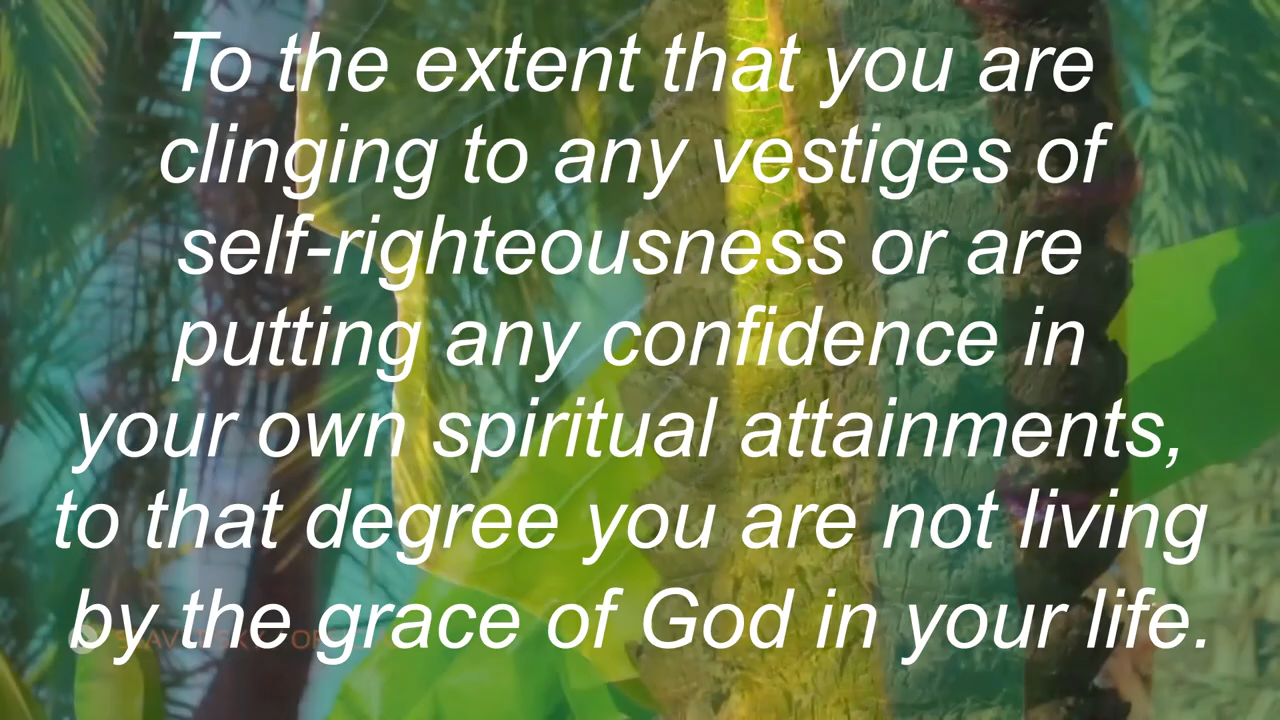 To the extent that you are
clinging to any vestiges of
self-righteousness or are
putting any confidence in
your own spiritual attainments,
to that degree you are not living
by the grace of God in your life.